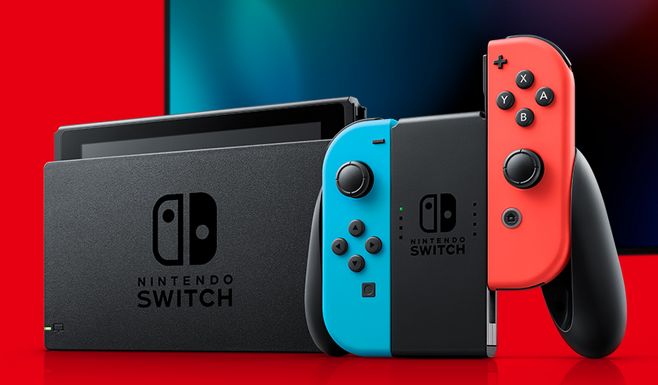 NINTENDO
SWITCH
NINTENDO
SWITCH
X
Y
A
B